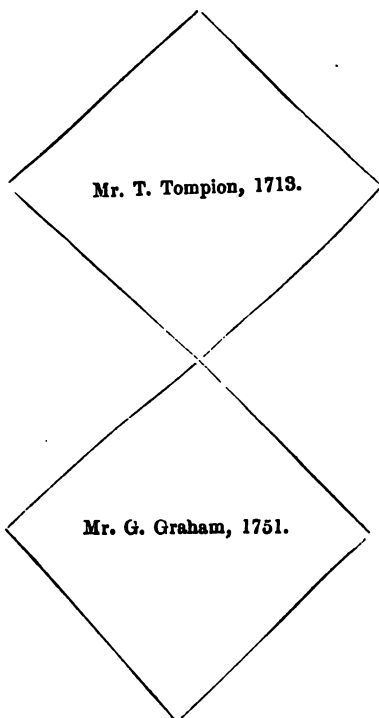 Mr. T. Tompion, 1713.
Mr. G. Graham, 1751.